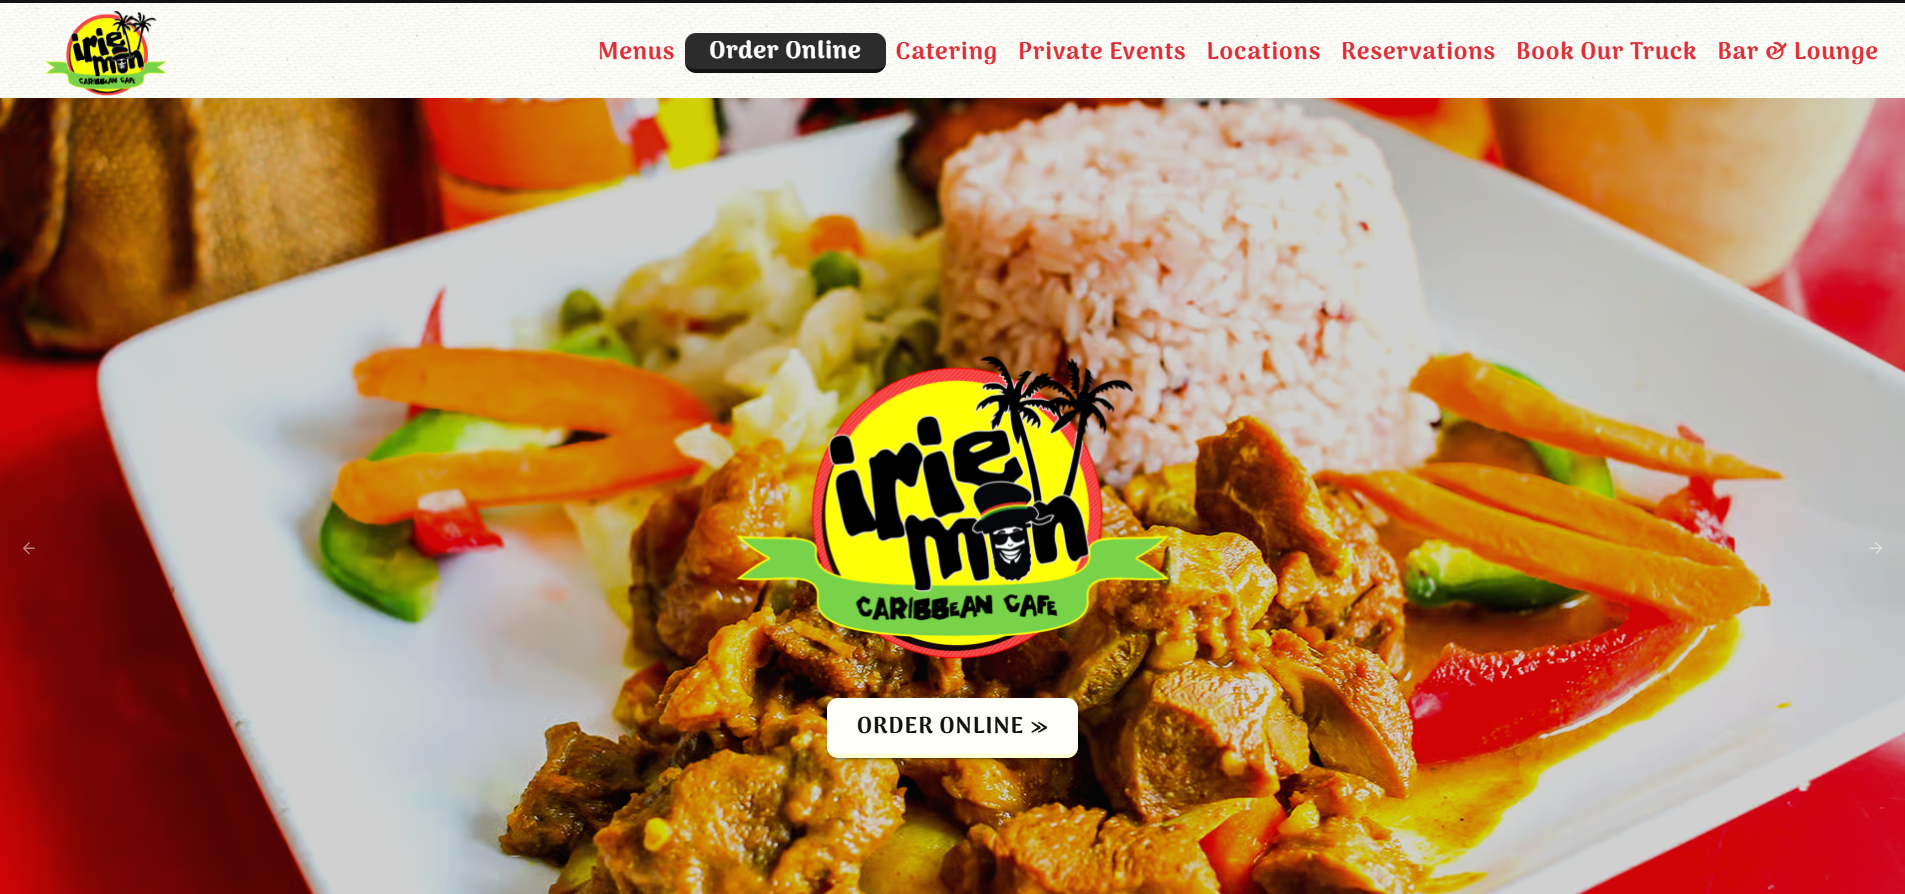 irie
mon
CARIBBEAN CAFE
Menus Order Online Catering Private Events Locations Reservations Book Our Truck Bar & Lounge
irie
mon
CARIBBEAN CAFE
ORDER ONLINE »